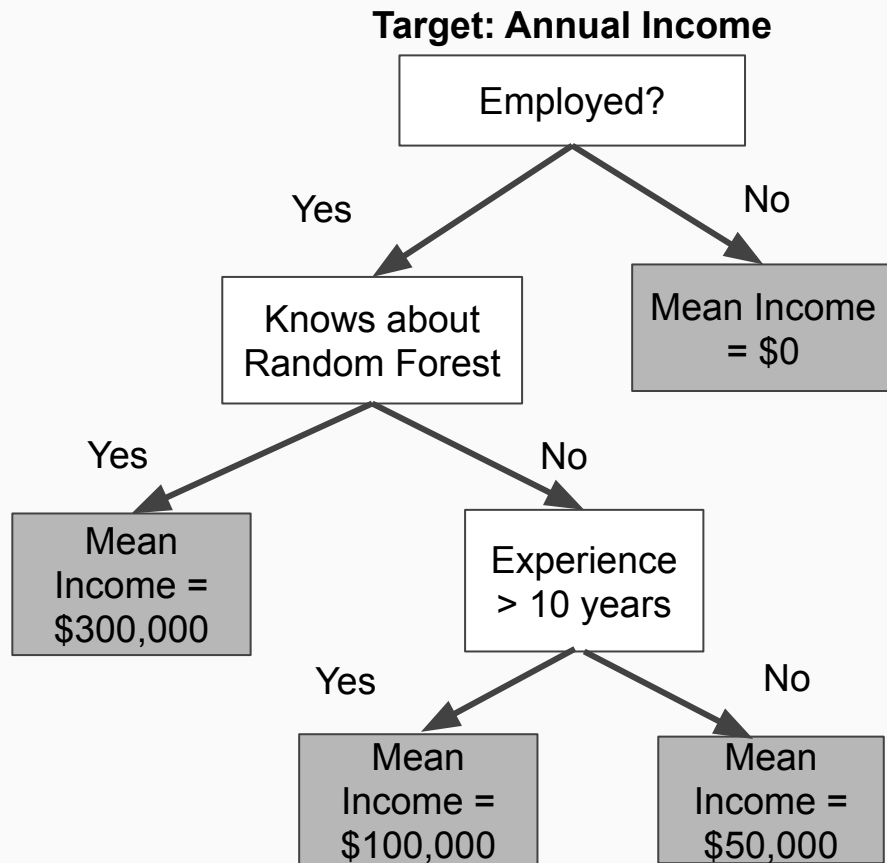 Target: Annual Income
Employed?
Yes
No
Knows about
Random Forest
Mean Income
= $0
Yes
No
Mean
Income =
$300,000
Experience
> 10 years
Yes
No
Mean
Income =
$100,000
Mean
Income =
$50,000